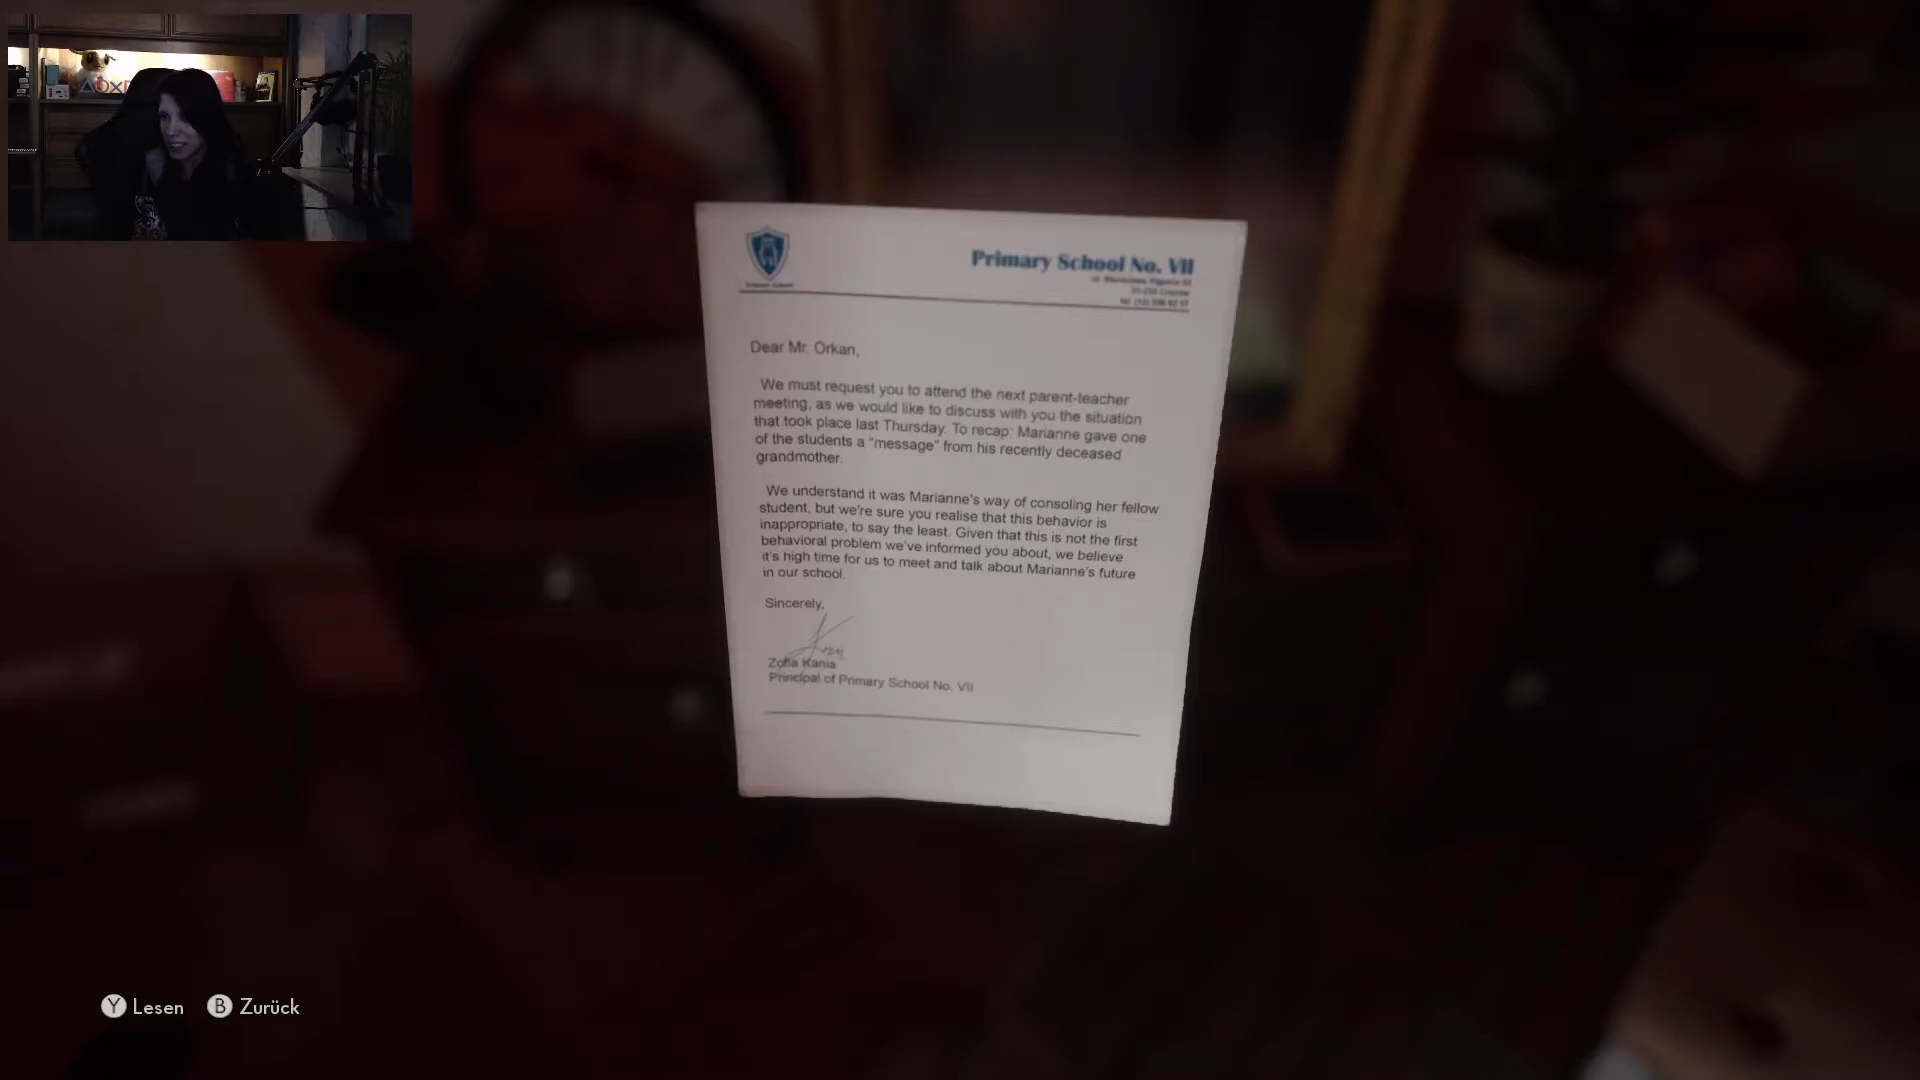 Primary School No. VII
Dear Mr. Orkan,
We must request you to attend the next parent-teacher
meeting, as we would like to discuss with you the situation
that took place last Thursday. To recap: Marianne gave one
of the students a “message” from his recently deceased
grandmother.
We understand it was Marianne's way of consoling her fellow
student, but we're sure you realise that this behavior is
inappropriate, to say the least. Given that this is not the first
behavioral problem we've informed you about, we believe
it's high time for us to meet and talk about Marianne's future
in our school.
Sincerely,
Zofia Kania
Principal of Primary School No. VII
Y Lesen B Zurück